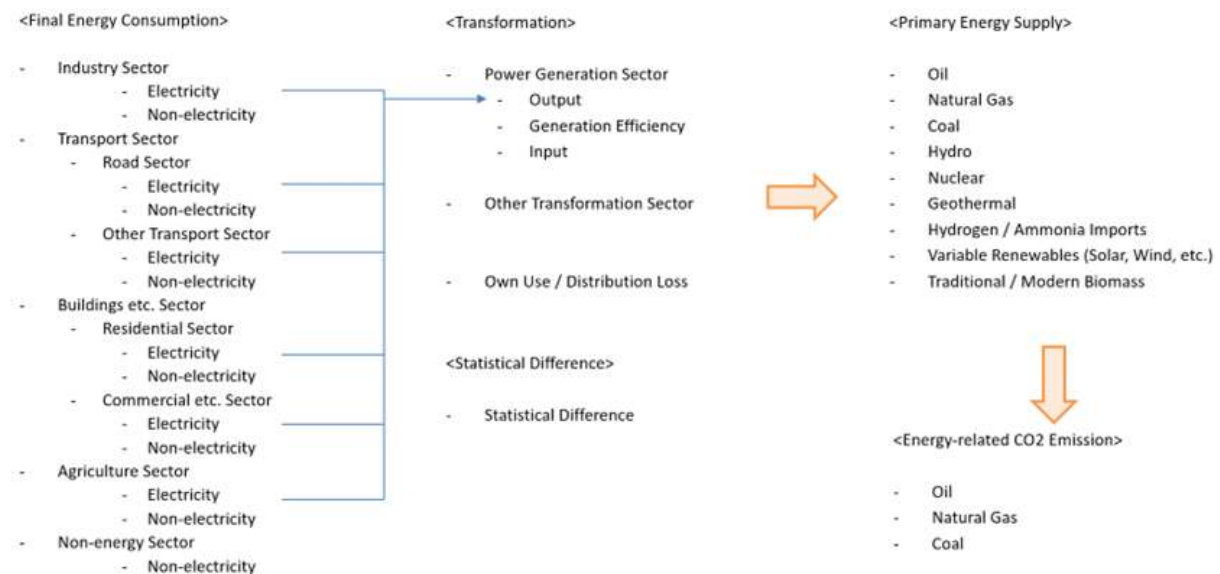 <Final Energy Consumption>
- Industry Sector
- Electricity
- Non-electricity
- Transport Sector
- Road Sector
- Electricity
- Non-electricity
- Other Transport Sector
- Electricity
- Non-electricity
- Buildings etc. Sector
- Residential Sector
- Electricity
- Non-electricity
- Commercial etc. Sector
- Electricity
- Non-electricity
- Agriculture Sector
- Electricity
- Non-electricity
- Non-energy Sector
- Non-electricity
<Transformation>
- Power Generation Sector
- Output
- Generation Efficiency
- Input
- Other Transformation Sector
- Own Use / Distribution Loss
<Statistical Difference>
- Statistical Difference
<Primary Energy Supply>
- Oil
- Natural Gas
- Coal
- Hydro
- Nuclear
- Geothermal
- Hydrogen / Ammonia Imports
- Variable Renewables (Solar, Wind, etc.)
- Traditional / Modern Biomass
<Energy-related CO2 Emission>
- Oil
- Natural Gas
- Coal